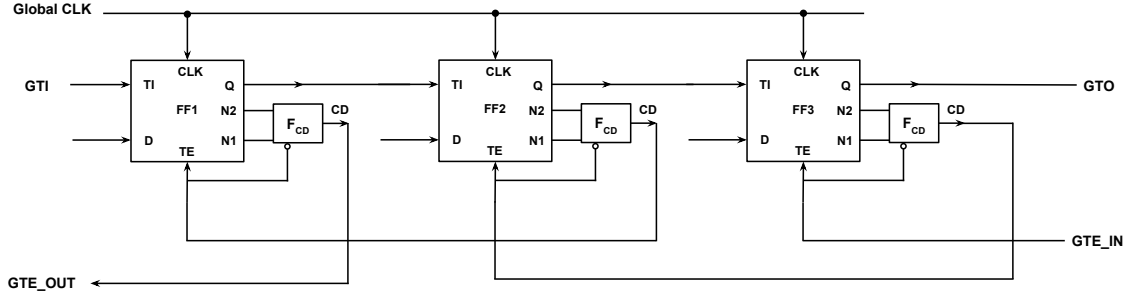 Global CLK
CLK
CLK
CLK
GTI
TI
Q
TI
Q
TI
Q
GTO
FF1
N2
CD
FF2
N2
CD
FF3
N2
CD
FCD
FCD
FCD
D
N1
D
N1
D
N1
TE
TE
TE
GTE_IN
GTE_OUT